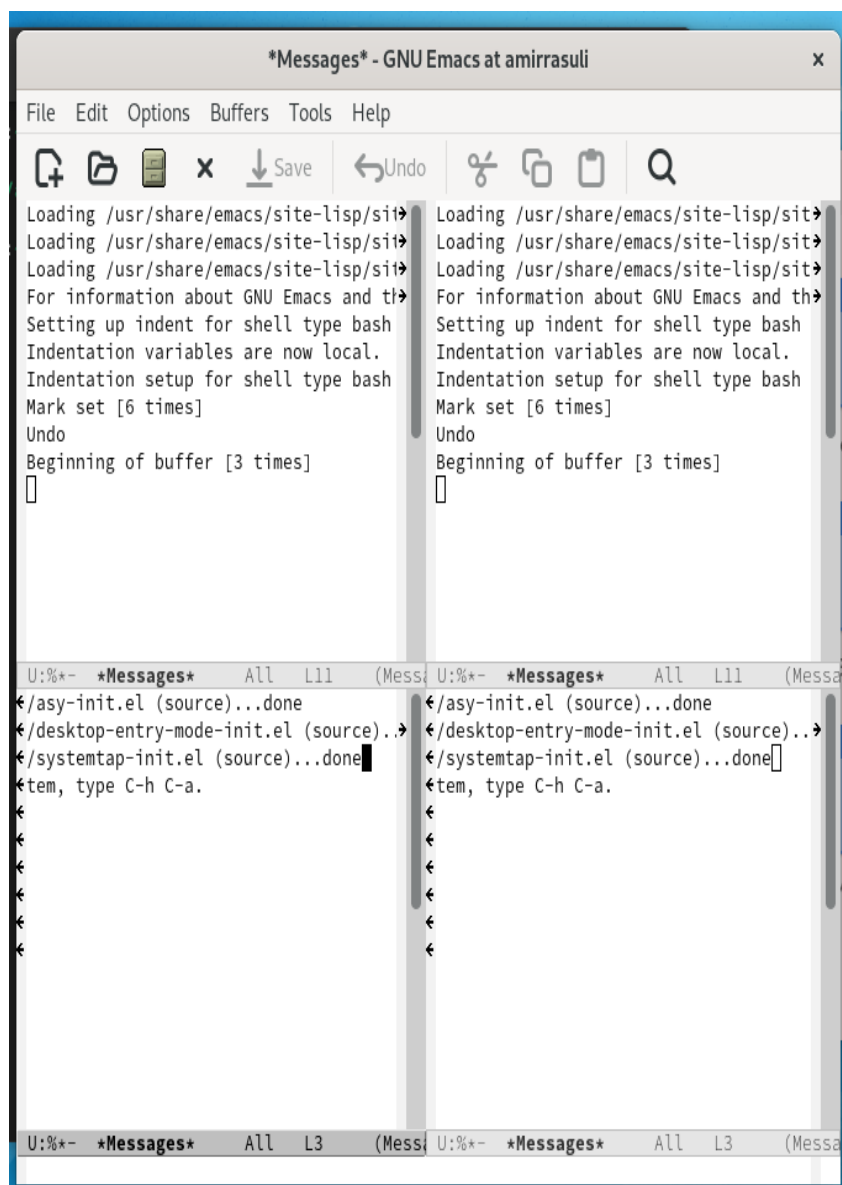 *Messages* - GNU Emacs at amirrasuli
File Edit Options Buffers Tools Help
Save Undo
Loading /usr/share/emacs/site-lisp/sit
Loading /usr/share/emacs/site-lisp/sit
Loading /usr/share/emacs/site-lisp/sit
For information about GNU Emacs and th
Setting up indent for shell type bash
Indentation variables are now local.
Indentation setup for shell type bash
Mark set [6 times]
Undo
Beginning of buffer [3 times]
U:%*- *Messages* All L11 (Messa
Loading /usr/share/emacs/site-lisp/sit
Loading /usr/share/emacs/site-lisp/sit
Loading /usr/share/emacs/site-lisp/sit
For information about GNU Emacs and th
Setting up indent for shell type bash
Indentation variables are now local.
Indentation setup for shell type bash
Mark set [6 times]
Undo
Beginning of buffer [3 times]
U:%*- *Messages* All L11 (Messa
/asy-init.el (source)...done
/desktop-entry-mode-init.el (source)..
/systemtap-init.el (source)...done
tem, type C-h C-a.
U:%*- *Messages* All L3 (Messa
/asy-init.el (source)...done
/desktop-entry-mode-init.el (source)..
/systemtap-init.el (source)...done
tem, type C-h C-a.
U:%*- *Messages* All L3 (Messa